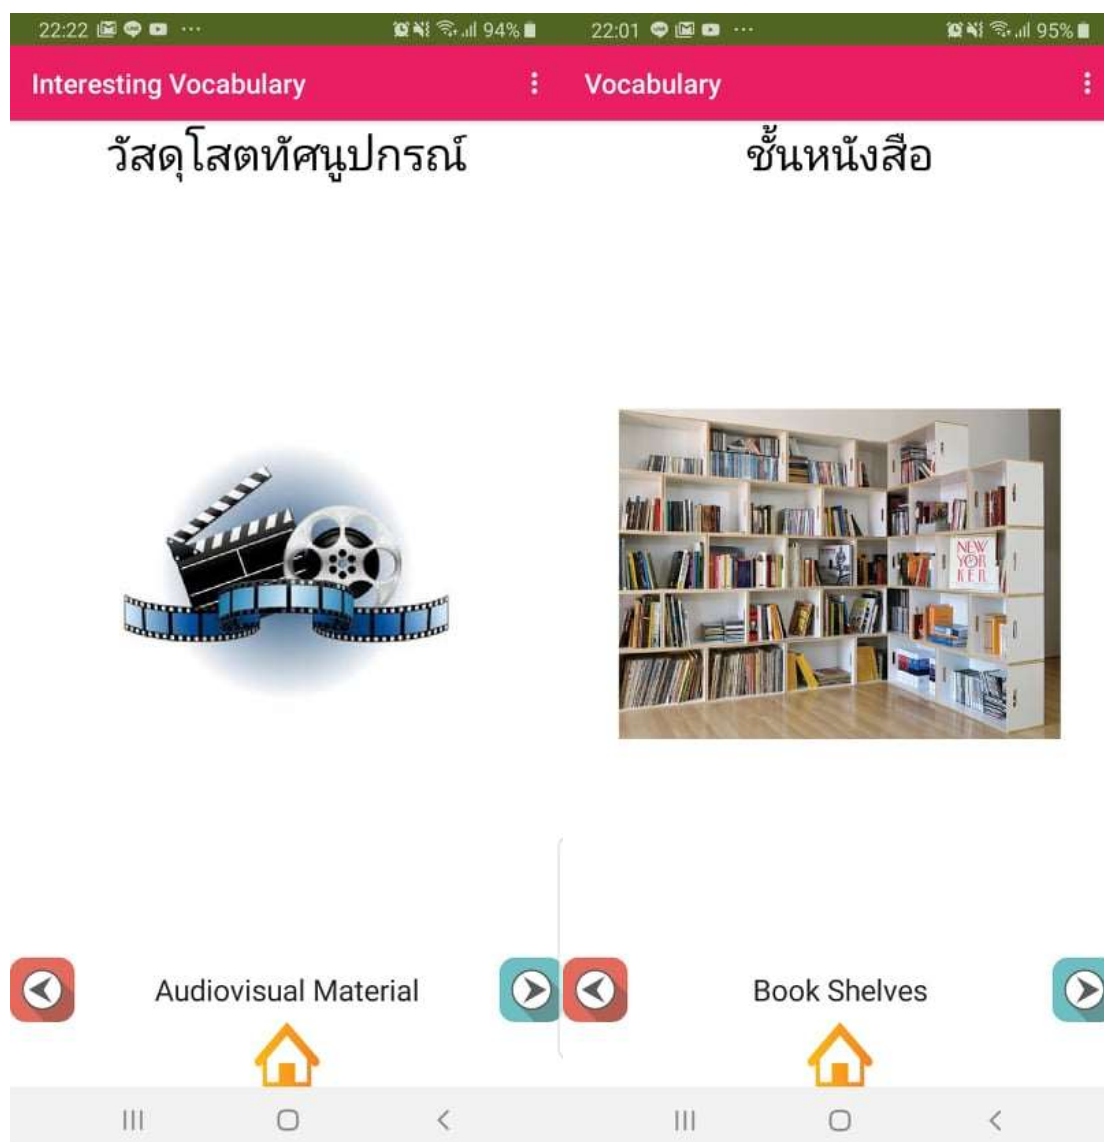 22:22
94%
Interesting Vocabulary
วัสดุโสตทัศนูปกรณ์
Audiovisual Material
22:01
95%
Vocabulary
ชั้นหนังสือ
NEW
YOR
KER
Book Shelves